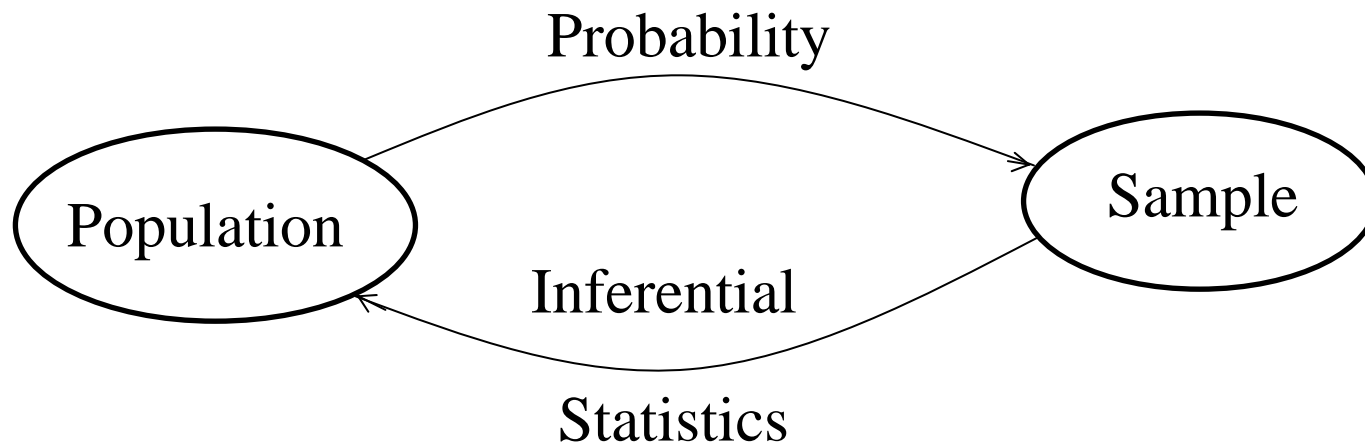 Probability
Population
Sample
Inferential
Statistics